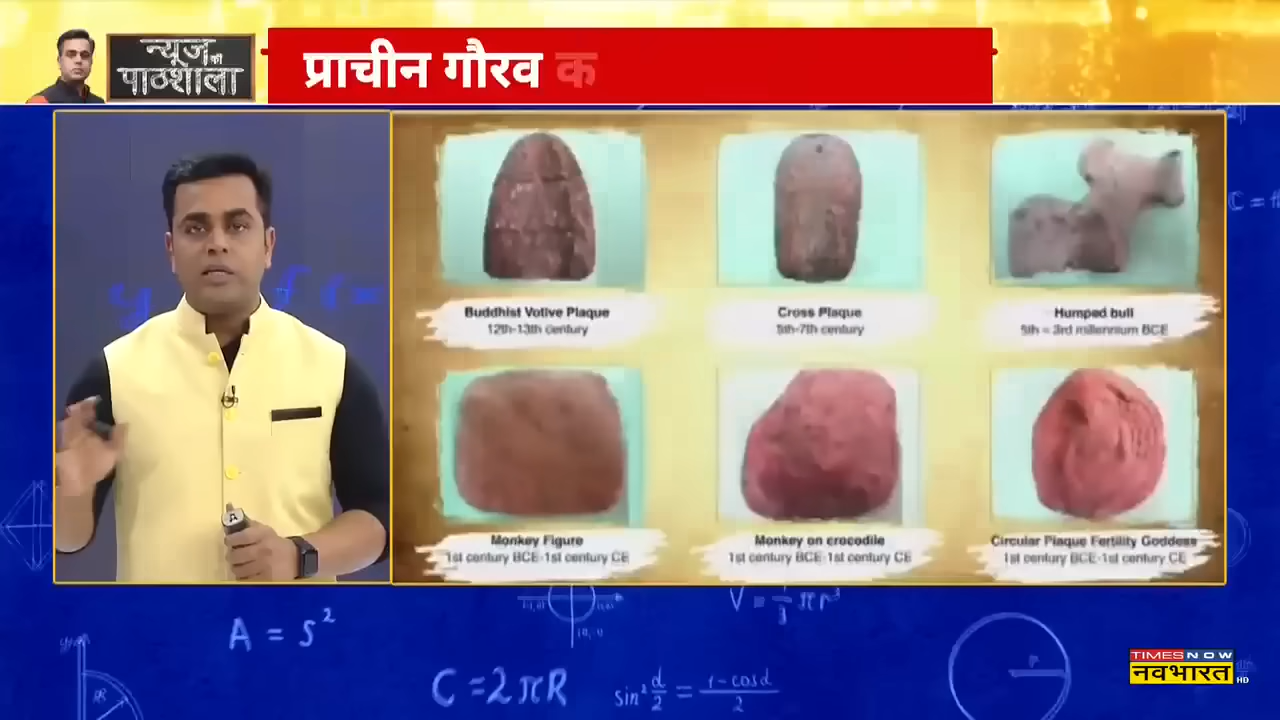 न्यूज की
पाठशाला
प्राचीन गौरव क
Buddhist Votive Plaque
12th-13th century
Cross Plaque
5th-7th century
Humped bull
5th - 3rd millennium BCE
Monkey Figure
1st century BCE-1st century CE
Monkey on crocodile
1st century BCE-1st century CE
Circular Plaque Fertility Goddess
1st century BCE-1st century CE
A
A = S²
C = 2πR
sin² d/2 = 1-cosd/2
V = 1/3 πr³
TIMES NOW
नवभारत
HD